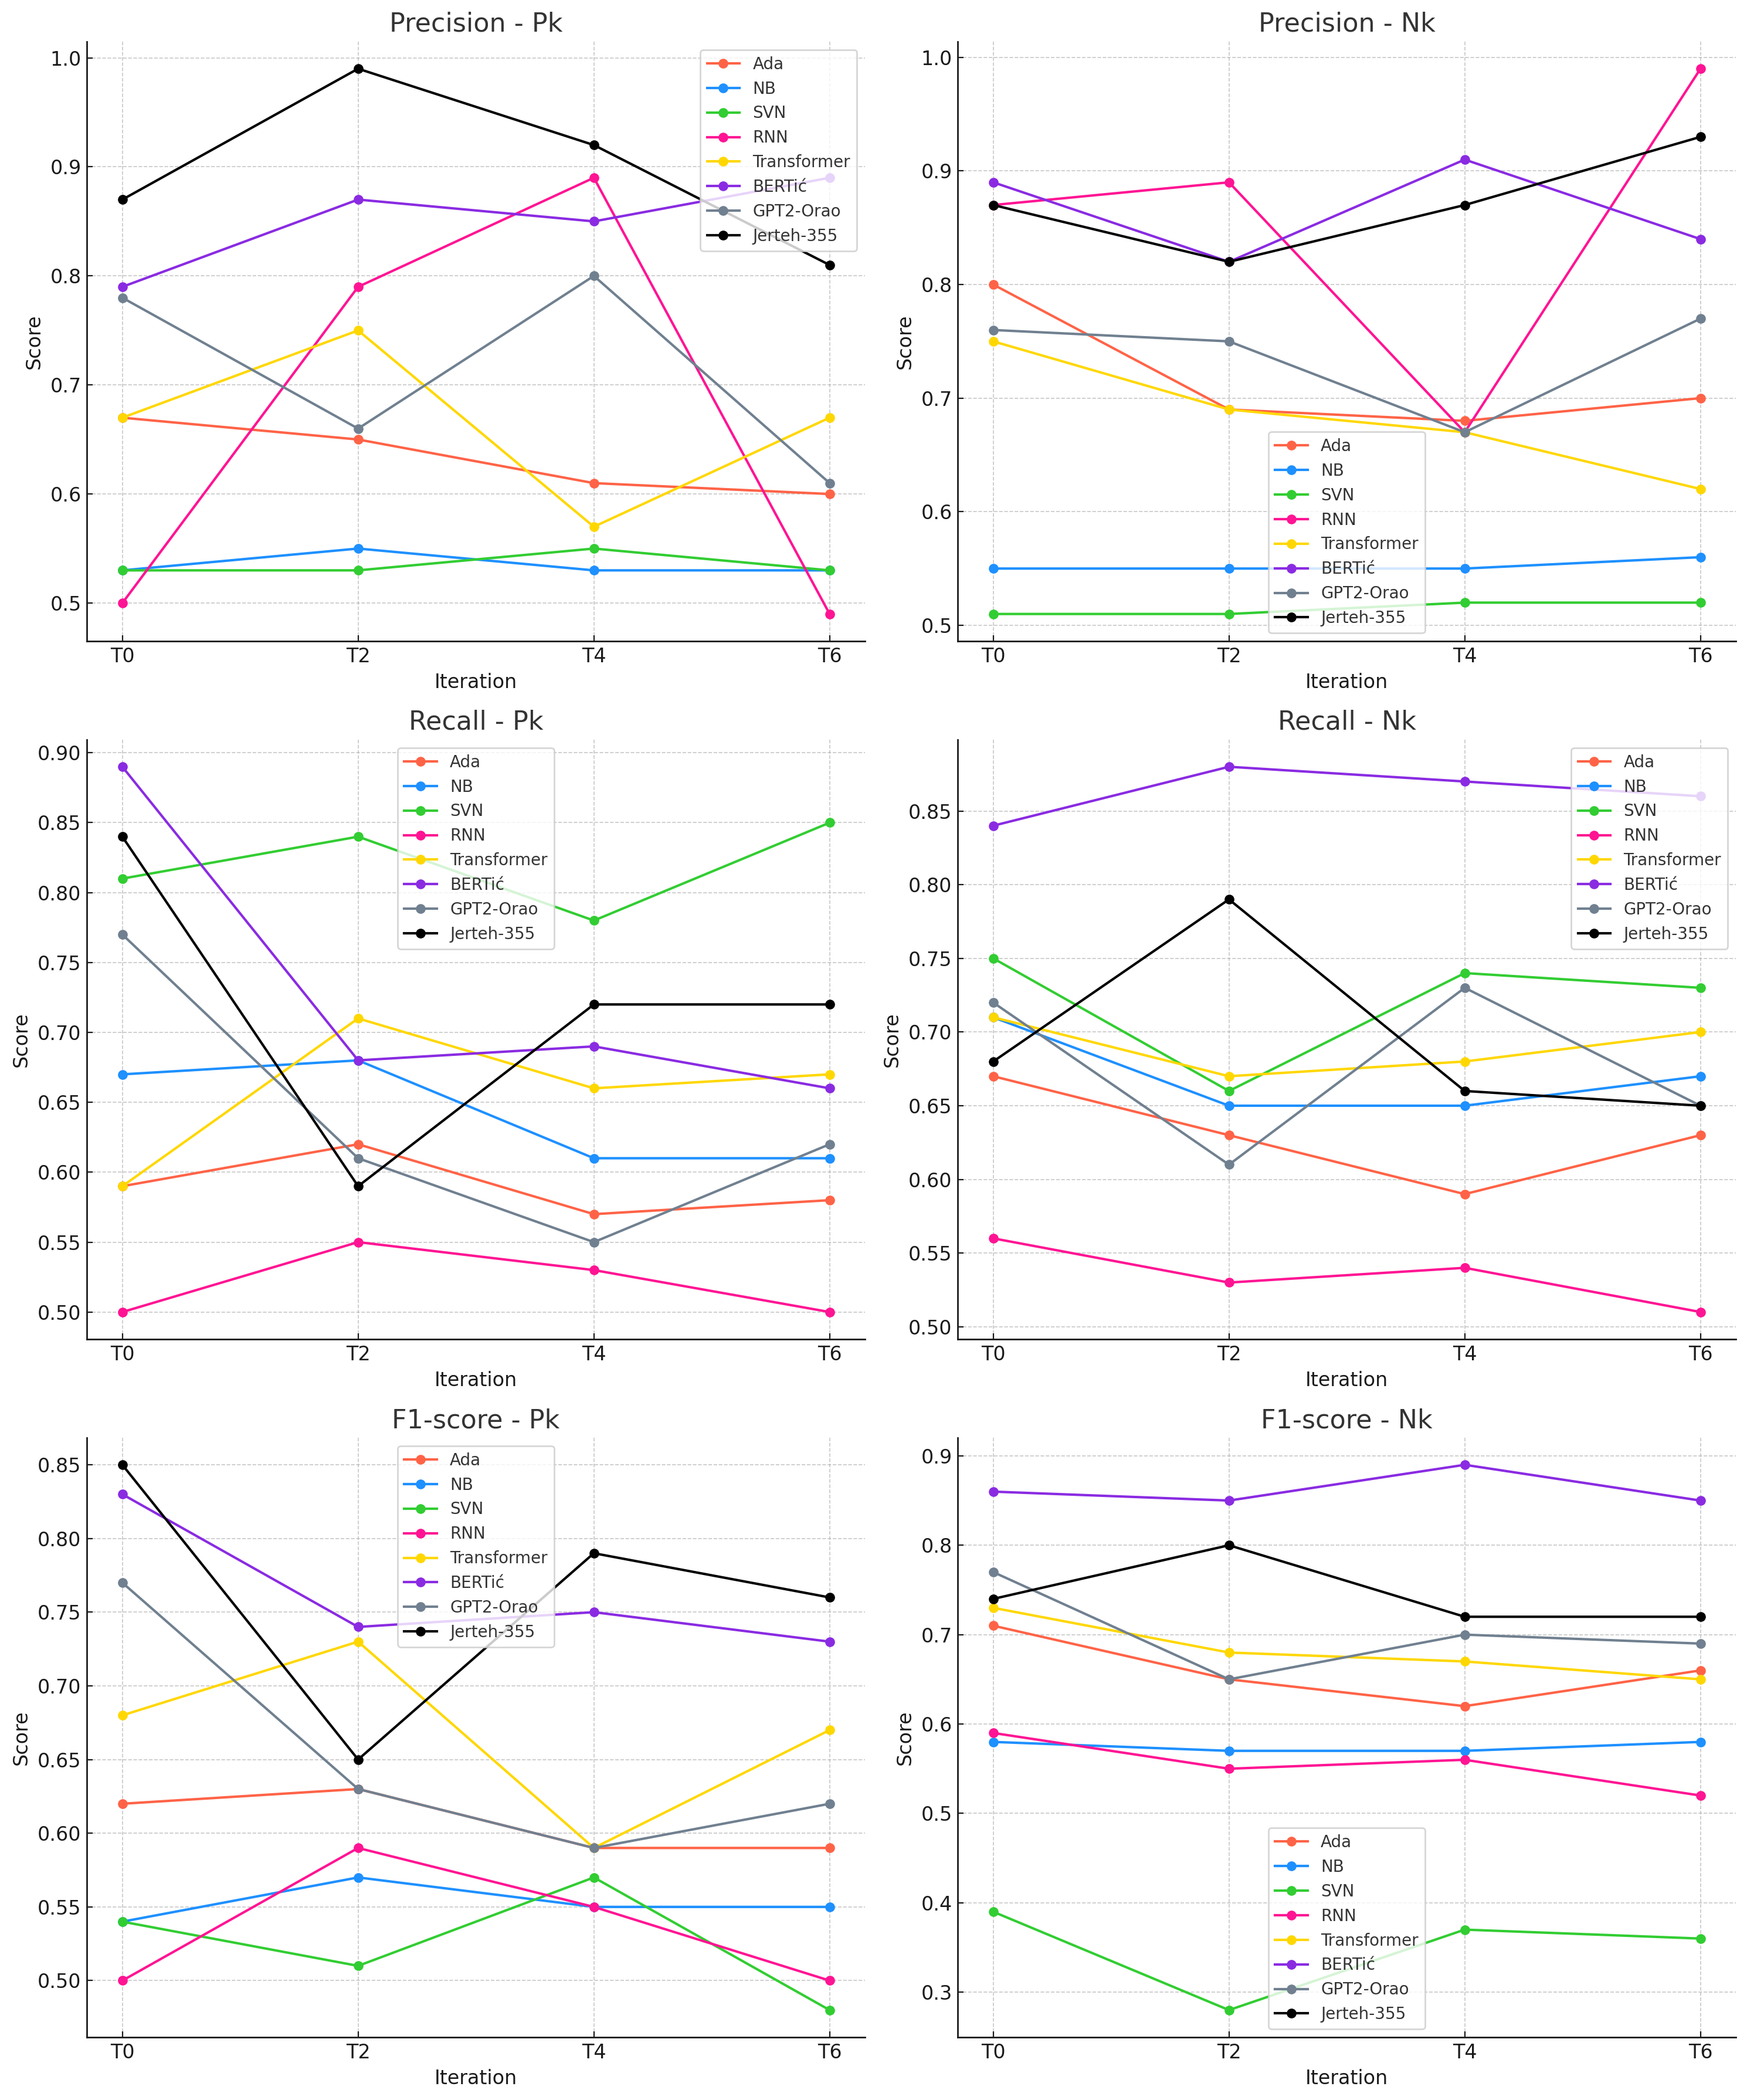 Precision - Pk
1.0
0.9
0.8
0.7
0.6
0.5
Score
T0 T2 T4 T6
Iteration
Ada
NB
SVN
RNN
Transformer
BERTić
GPT2-Orao
Jerteh-355
Precision - Nk
1.0
0.9
0.8
0.7
0.6
0.5
Score
T0 T2 T4 T6
Iteration
Ada
NB
SVN
RNN
Transformer
BERTić
GPT2-Orao
Jerteh-355
Recall - Pk
0.90
0.85
0.80
0.75
0.70
0.65
0.60
0.55
0.50
Score
T0 T2 T4 T6
Iteration
Ada
NB
SVN
RNN
Transformer
BERTić
GPT2-Orao
Jerteh-355
Recall - Nk
0.85
0.80
0.75
0.70
0.65
0.60
0.55
0.50
Score
T0 T2 T4 T6
Iteration
Ada
NB
SVN
RNN
Transformer
BERTić
GPT2-Orao
Jerteh-355
F1-score - Pk
0.85
0.80
0.75
0.70
0.65
0.60
0.55
0.50
Score
T0 T2 T4 T6
Iteration
Ada
NB
SVN
RNN
Transformer
BERTić
GPT2-Orao
Jerteh-355
F1-score - Nk
0.9
0.8
0.7
0.6
0.5
0.4
0.3
Score
T0 T2 T4 T6
Iteration
Ada
NB
SVN
RNN
Transformer
BERTić
GPT2-Orao
Jerteh-355